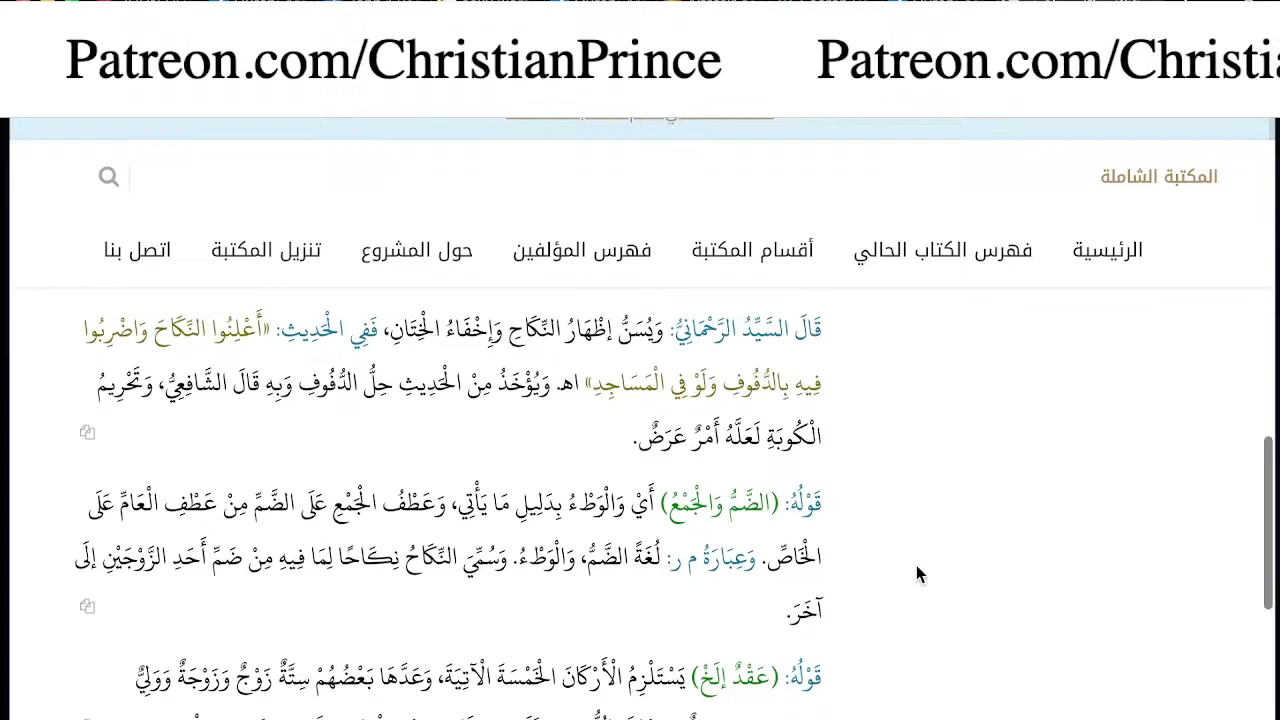 Patreon.com/ChristianPrince Patreon.com/Christi
المكتبة الشاملة
الرئيسية فهرس الكتاب الحالي أقسام المكتبة فهرس المؤلفين حول المشروع تنزيل المكتبة اتصل بنا
قَالَ السَّيِّدُ الرَّحْمَانِيُّ: وَيُسَنُّ إظْهَارُ النِّكَاحِ وَإِخْفَاءُ الْخِتَانِ، فَفِي الْحَدِيثِ: «أَعْلِنُوا النِّكَاحَ وَاضْرِبُوا
فِيهِ بِالدُّفُوفِ وَلَوْ فِي الْمَسَاجِدِ» اهـ. وَيُؤْخَذُ مِنْ الْحَدِيثِ حِلُّ الدُّفُوفِ وَبِهِ قَالَ الشَّافِعِيُّ، وَتَحْرِيمُ
الْكُوبَةِ لَعَلَّهُ أَمْرٌ عَرَضٌ.
قَوْلُهُ: (الضَّمُّ وَالْجَمْعُ) أَيْ وَالْوَطْءُ بِدَلِيلِ مَا يَأْتِي، وَعَطْفُ الْجَمْعِ عَلَى الضَّمِّ مِنْ عَطْفِ الْعَامِّ عَلَى
الْخَاصِّ. وَعِبَارَةُ م ر: لُغَةً الضَّمُّ، وَالْوَطْءُ. وَسُمِّيَ النِّكَاحُ نِكَاحًا لِمَا فِيهِ مِنْ ضَمِّ أَحَدِ الزَّوْجَيْنِ إلَى
آخَرَ.
قَوْلُهُ: (عَقْدٌ إلَخْ) يَسْتَلْزِمُ الْأَرْكَانَ الْخَمْسَةَ الْآتِيَةَ، وَعَدَّهَا بَعْضُهُمْ سِتَّةٌ زَوْجٌ وَزَوْجَةٌ وَوَلِيٌّ